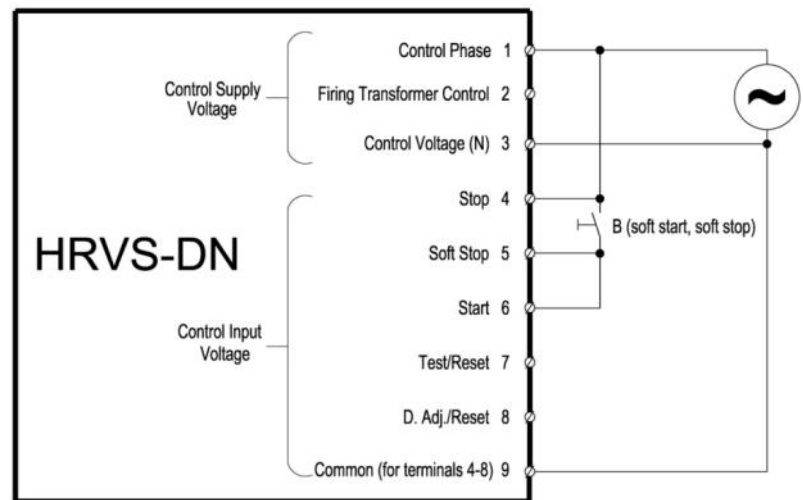 Control Phase 1
Control Supply
Voltage
Firing Transformer Control 2
Control Voltage (N) 3
Stop 4
B (soft start, soft stop)
HRVS-DN
Soft Stop 5
Start 6
Control Input
Voltage
Test/Reset 7
D. Adj./Reset 8
Common (for terminals 4-8) 9